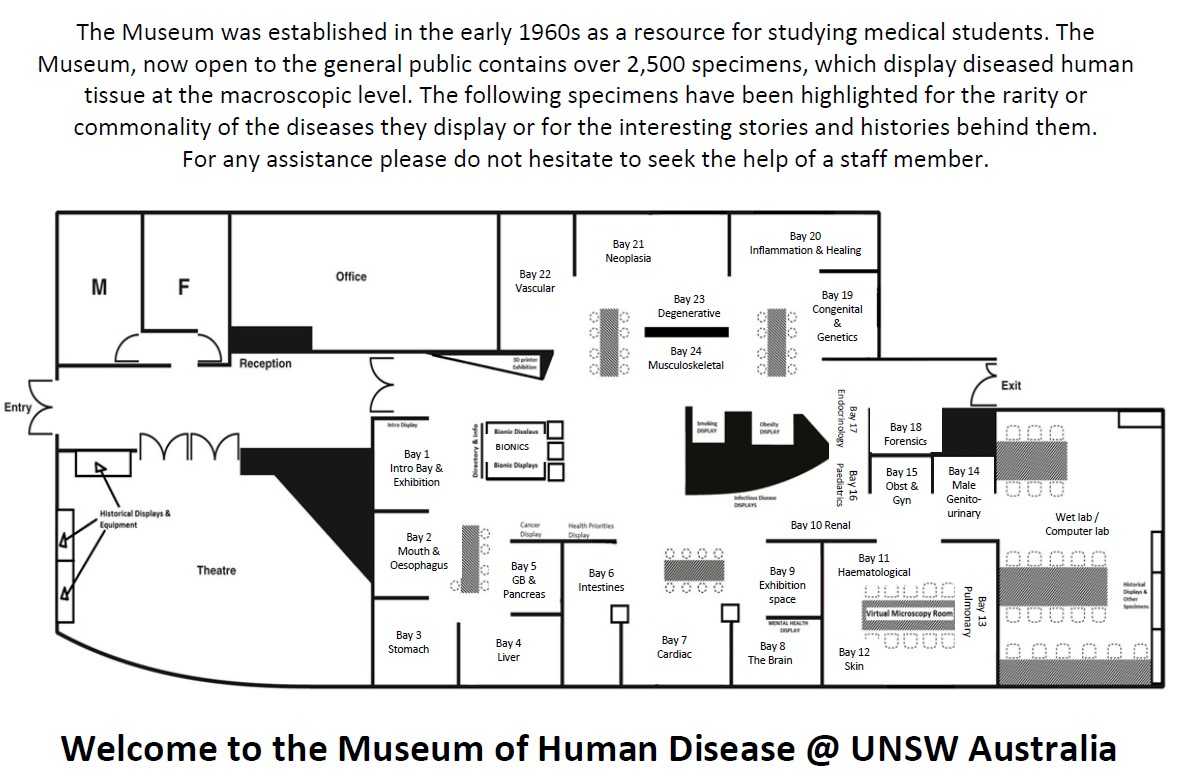 The Museum was established in the early 1960s as a resource for studying medical students. The
Museum, now open to the general public contains over 2,500 specimens, which display diseased human
tissue at the macroscopic level. The following specimens have been highlighted for the rarity or
commonality of the diseases they display or for the interesting stories and histories behind them.
For any assistance please do not hesitate to seek the help of a staff member.
M
F
Office
Bay 22
Vascular
Bay 21
Neoplasia
Bay 20
Inflammation & Healing
Bay 23
Degenerative
Bay 19
Congenital
&
Genetics
Bay 24
Musculoskeletal
Reception
3D printer
Exhibition
Exit
Entry
Intro Display
Directory & Info
Bionic Displays
BIONICS
Bionic Displays
Smoking
DISPLAY
Obesity
DISPLAY
Bay 17
Endocrinology
Bay 18
Forensics
Bay 1
Intro Bay &
Exhibition
Bay 16
Paediatrics
Bay 15
Obst &
Gyn
Bay 14
Male
Genito-
urinary
Infectious Disease
DISPLAYS
Historical Displays &
Equipment
Wet lab /
Computer lab
Cancer
Display
Health Priorities
Display
Bay 10 Renal
Bay 2
Mouth &
Oesophagus
Theatre
Bay 5
GB &
Pancreas
Bay 6
Intestines
Bay 9
Exhibition
space
Bay 11
Haematological
Historical
Displays &
Other
Specimens
Virtual Microscopy Room
Bay 13
Pulmonary
MENTAL HEALTH
DISPLAY
Bay 3
Stomach
Bay 4
Liver
Bay 7
Cardiac
Bay 8
The Brain
Bay 12
Skin
Welcome to the Museum of Human Disease @ UNSW Australia